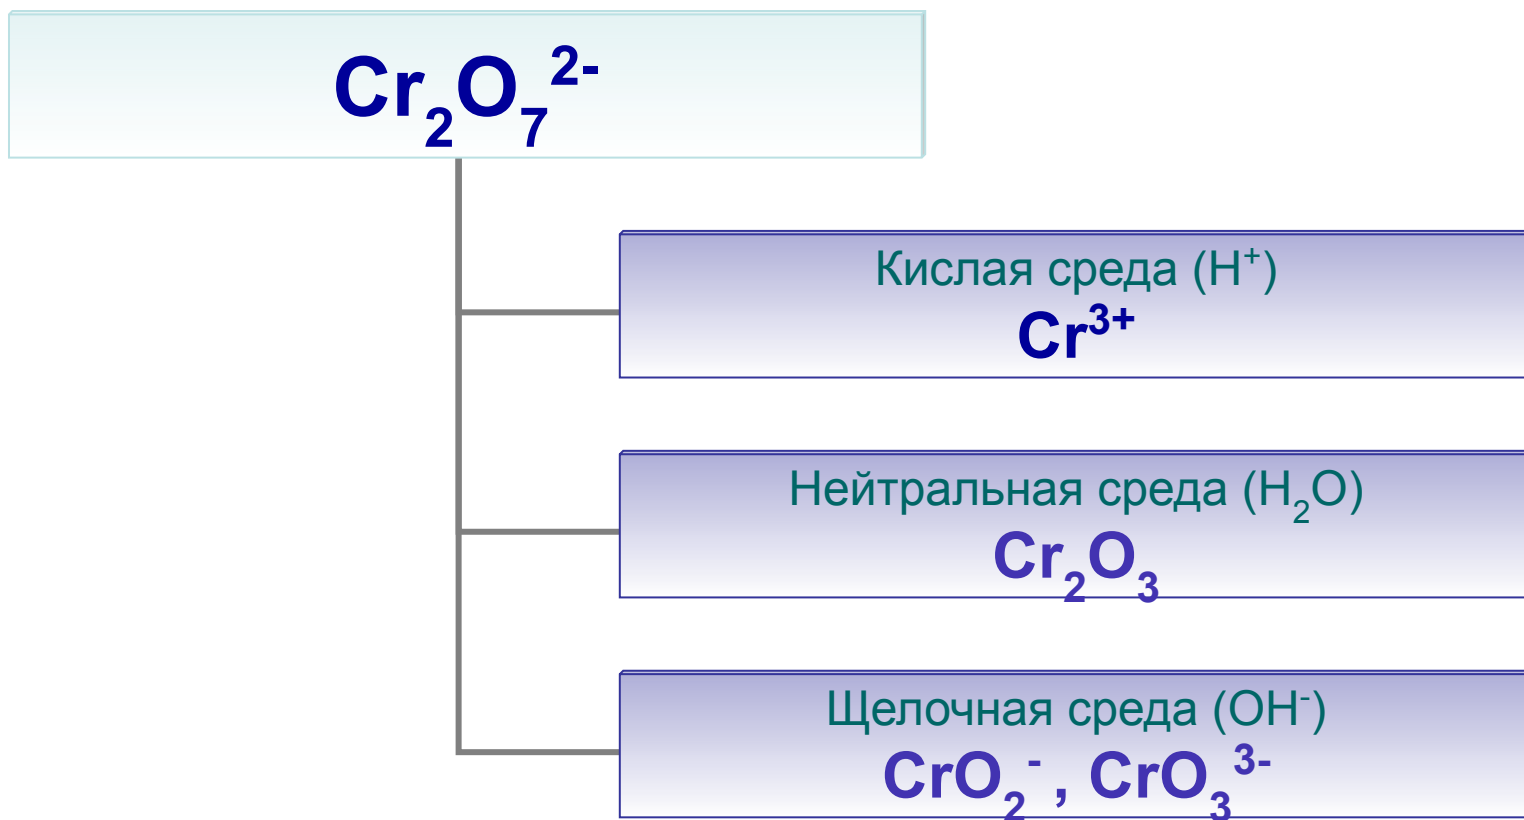 Cr₂O₇²⁻
Кислая среда (H⁺)
Cr³⁺
Нейтральная среда (H₂O)
Cr₂O₃
Щелочная среда (OH⁻)
CrO₂⁻, CrO₃³⁻